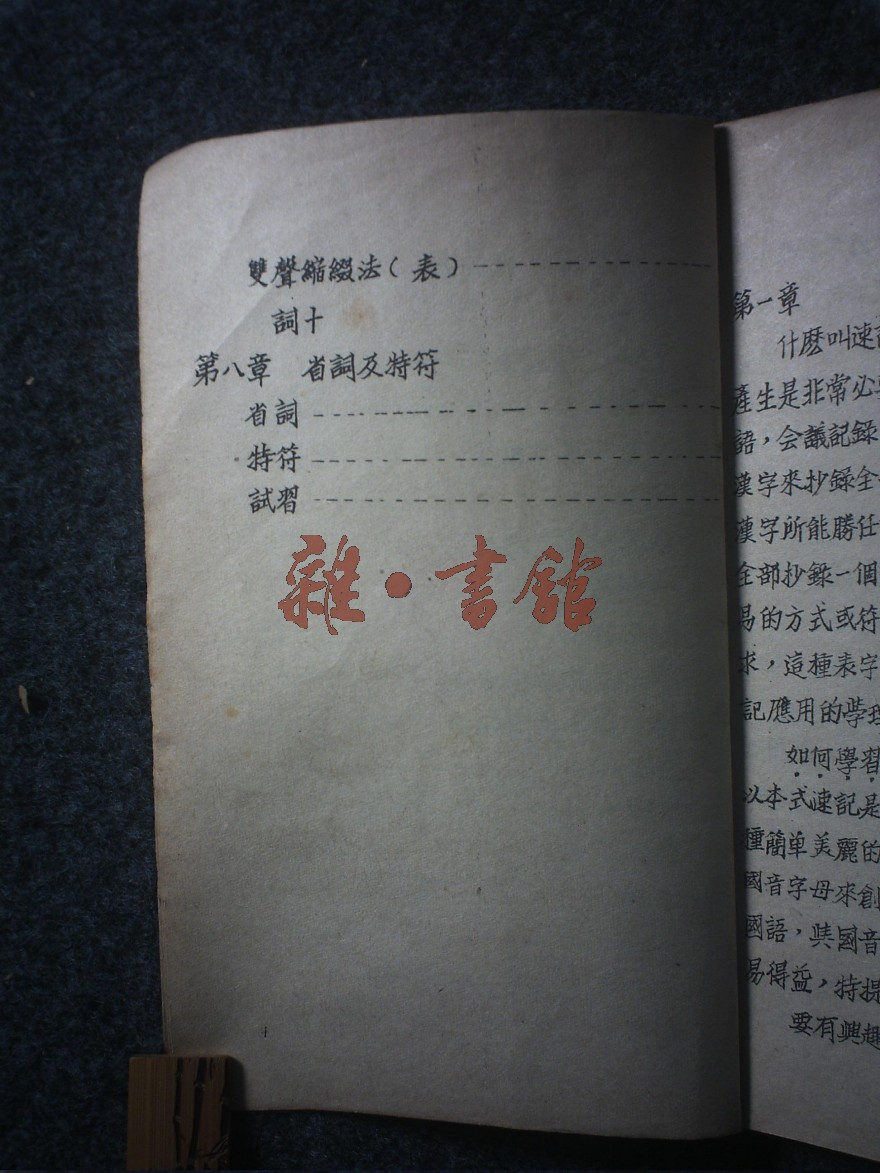 雙聲縮綴法(表)
詞十
第八章 省詞及特符
省詞
特符
試習
雜•書館
第一章
什麽叫速記
產生是非常必
語,会議記録
漢字來抄錄全
漢字所能勝任
全部抄錄一個
易的方式或符
求,這種表字
記應用的學理
如何學習
以本式速記是
種簡单美麗的
國音字母來創
國語,與國音
易得益,特提
要有興趣